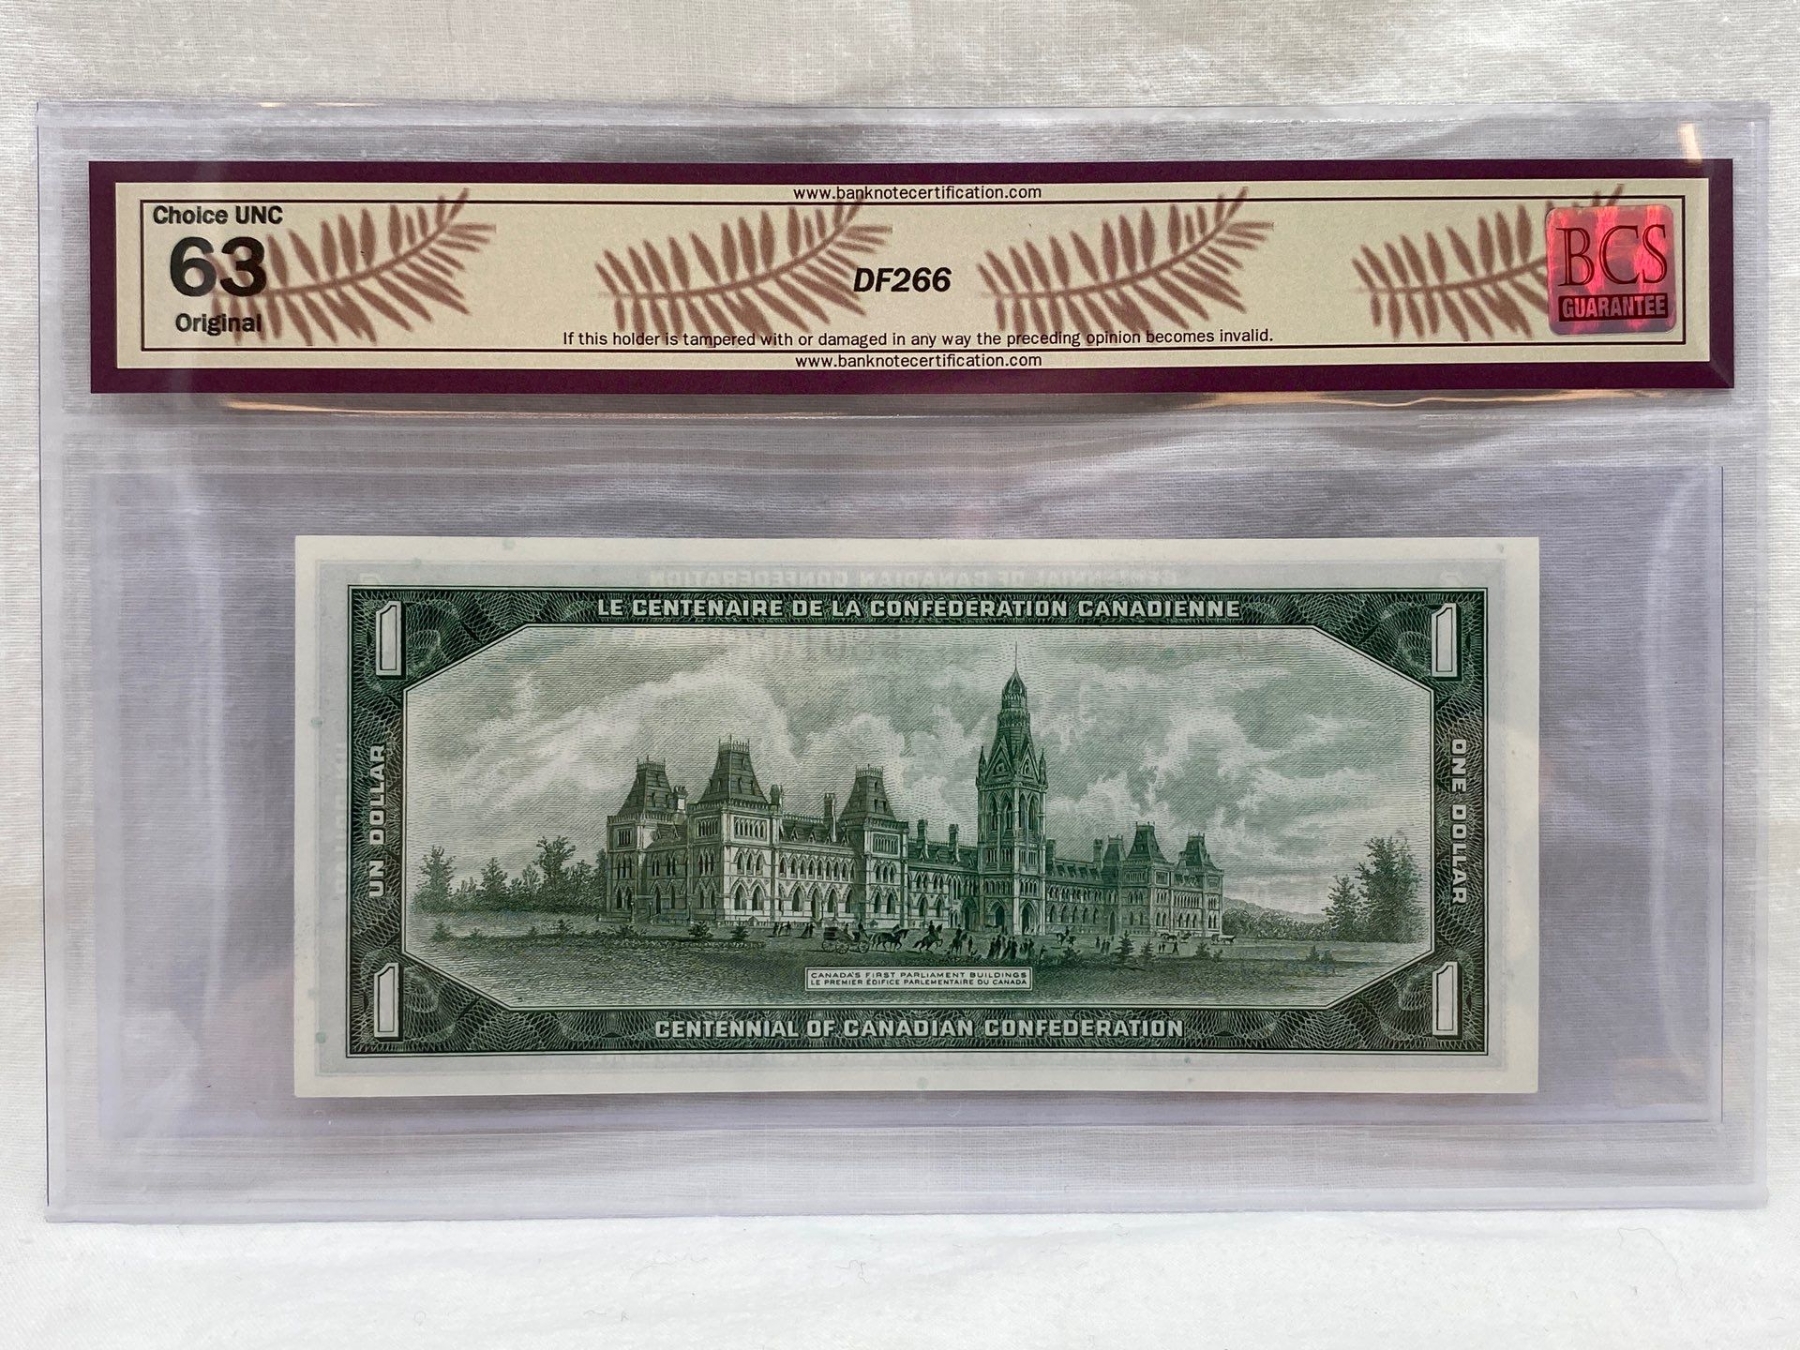 www.banknotecertification.com
Choice UNC
63
Original
DF266
BCS
GUARANTEE
If this holder is tampered with or damaged in any way the preceding opinion becomes invalid.
www.banknotecertification.com
1 LE CENTENAIRE DE LA CONFÉDÉRATION CANADIENNE 1
UN DOLLAR
ONE DOLLAR
CANADA'S FIRST PARLIAMENT BUILDINGS
LE PREMIER ÉDIFICE PARLEMENTAIRE DU CANADA
1 CENTENNIAL OF CANADIAN CONFEDERATION 1